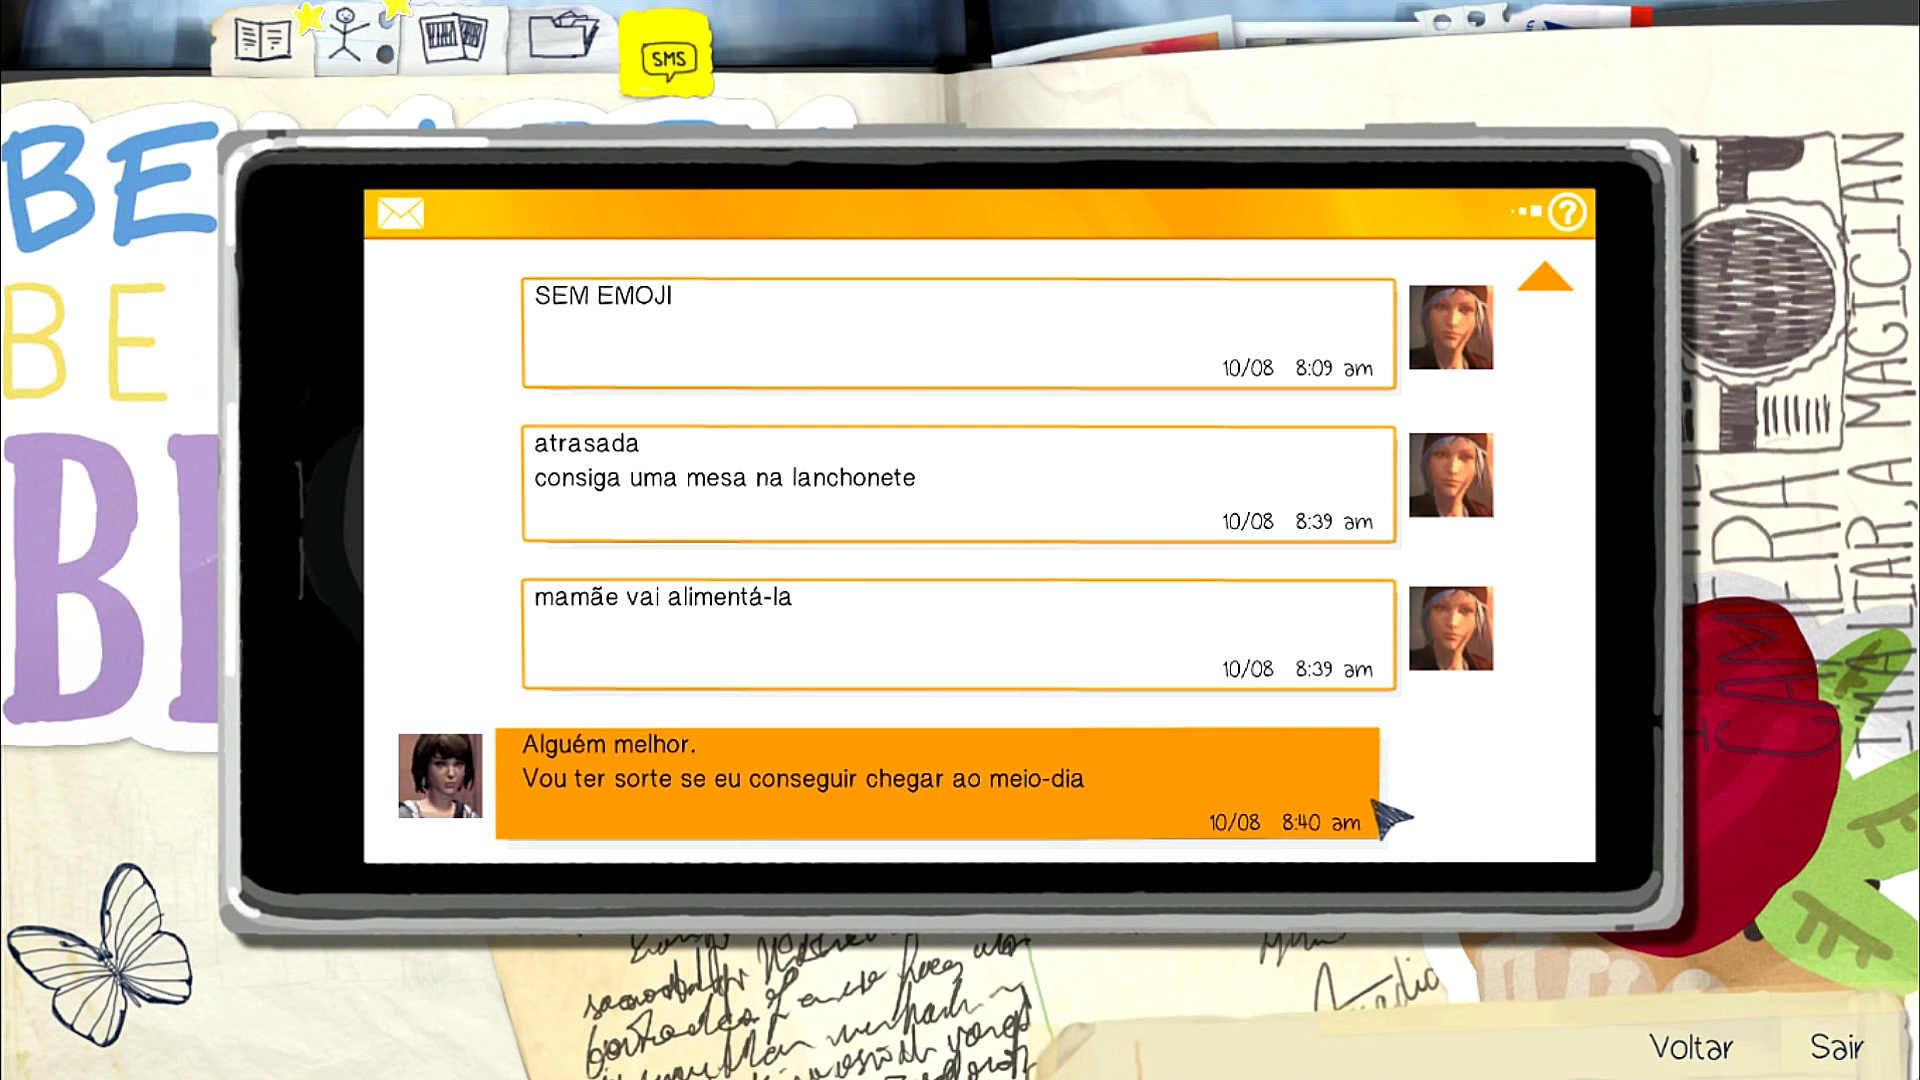 SMS
BE
BE
SEM EMOJI
10/08 8:09 am
atrasada
consiga uma mesa na lanchonete
10/08 8:39 am
mamãe vai alimentá-la
10/08 8:39 am
Alguém melhor.
Vou ter sorte se eu conseguir chegar ao meio-dia
10/08 8:40 am
?
CAMERA
LIAR, A MAGICIAN
Voltar
Sair